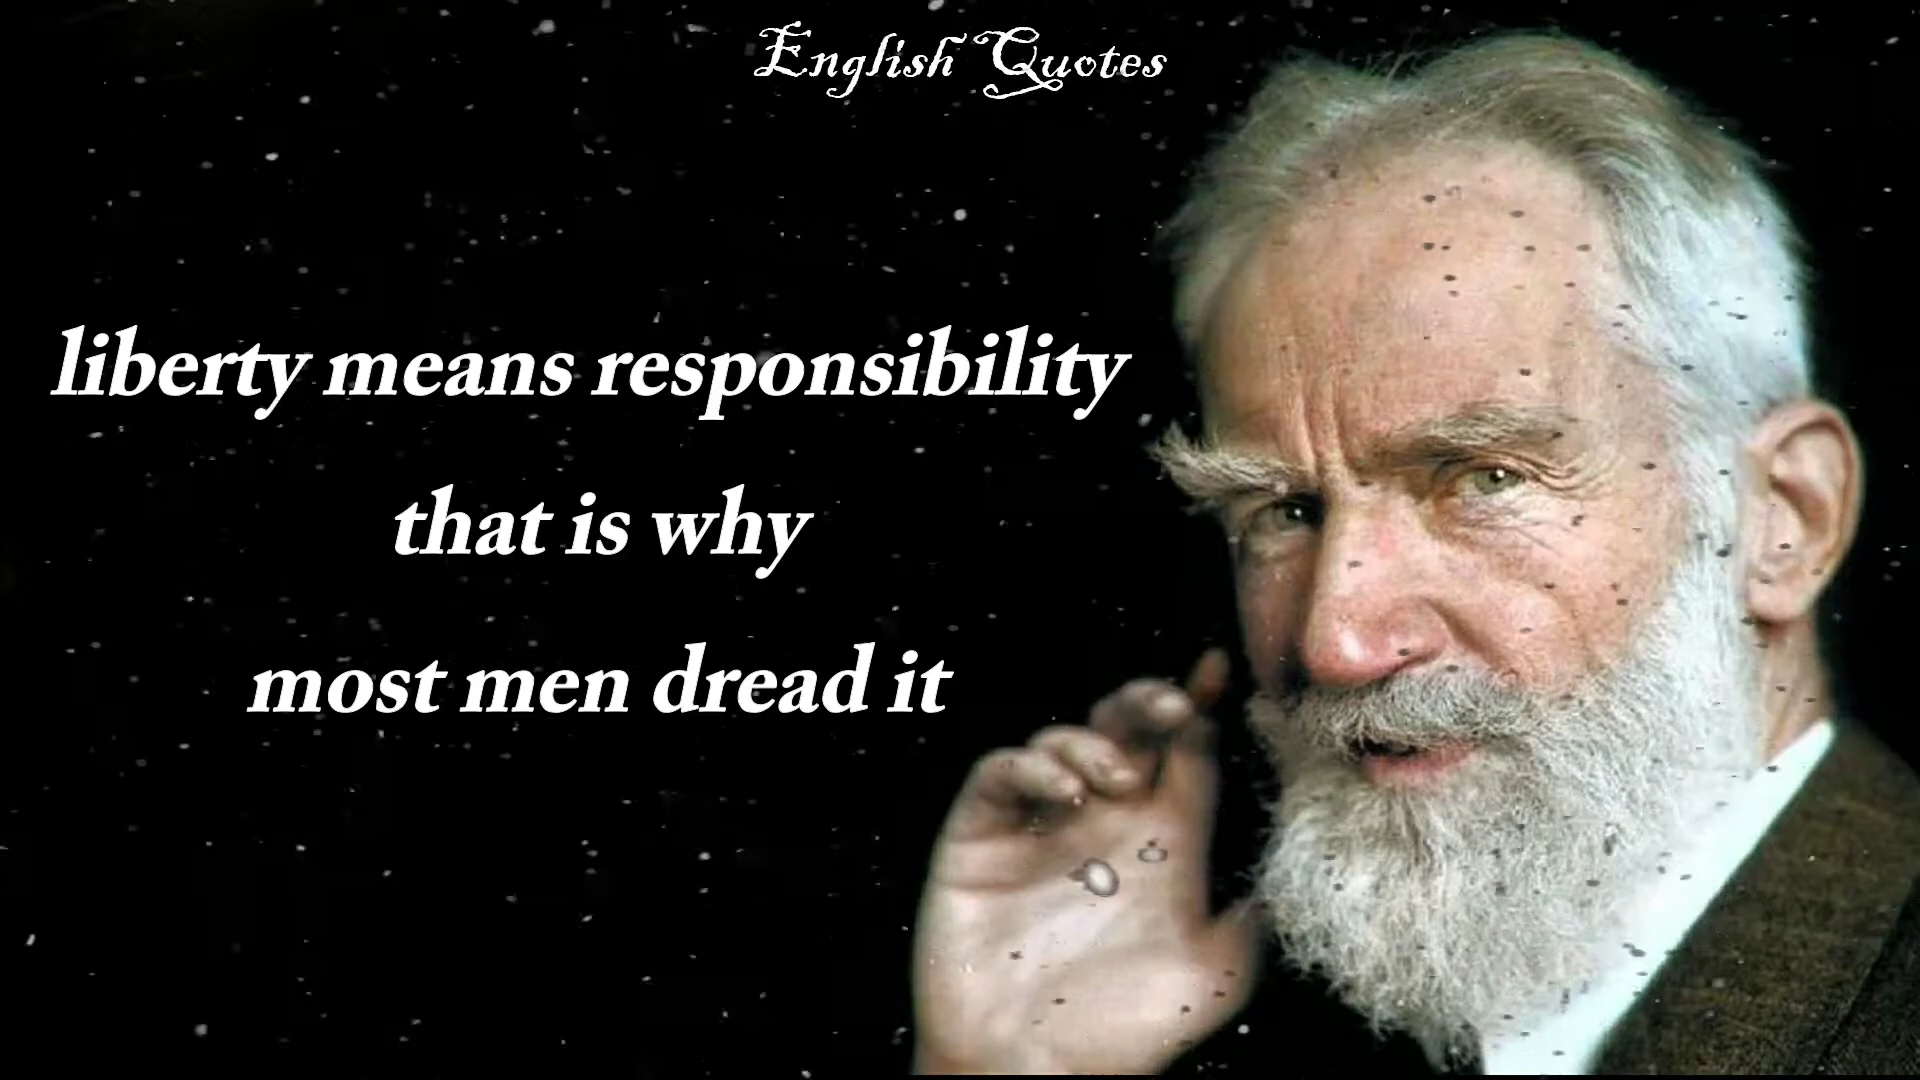 English Quotes
liberty means responsibility
that is why
most men dread it